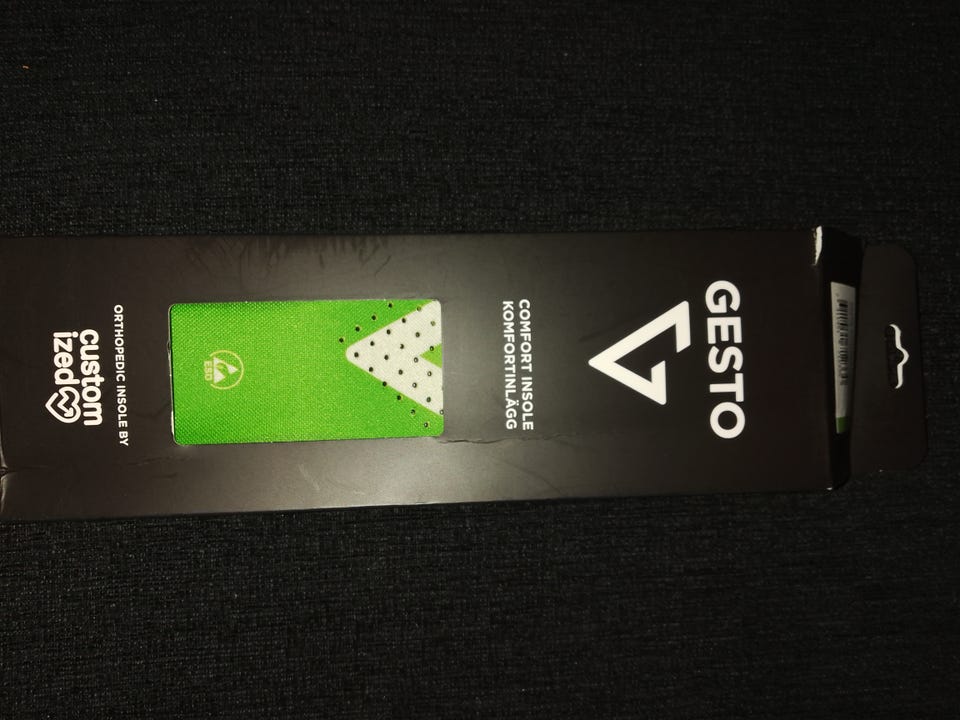 GESTO
COMFORT INSOLE
KOMFORTINLÄGG
ESD
ORTHOPEDIC INSOLE BY
custom
ized